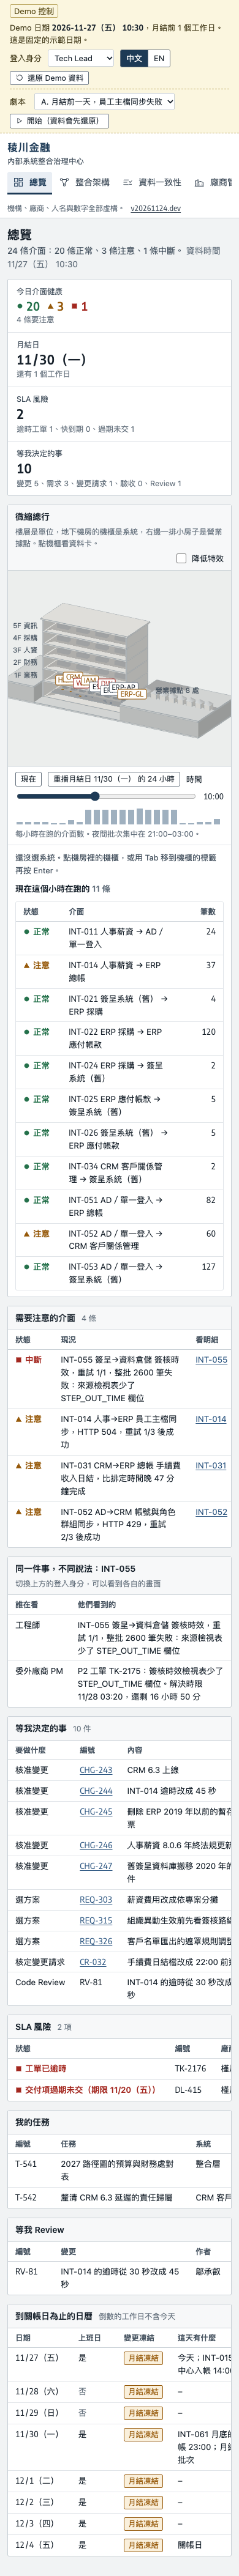 Demo 控制
Demo 日期 2026-11-27（五） 10:30，月結前 1 個工作日。
這是固定的示範日期。
登入身分 Tech Lead 中文 EN
還原 Demo 資料
劇本 A. 月結前一天，員工主檔同步失敗
開始（資料會先還原）
稜川金融
內部系統整合治理中心
總覽 整合架構 資料一致性 廠商管
機構、廠商、人名與數字全部虛構。 v20261124.dev
總覽
24 條介面：20 條正常、3 條注意、1 條中斷。 資料時間
11/27（五） 10:30
今日介面健康
20 3 1
4 條要注意
月結日
11/30（一）
還有 1 個工作日
SLA 風險
2
逾時工單 1、快到期 0、過期未交 1
等我決定的事
10
變更 5、需求 3、變更請求 1、驗收 0、Review 1
微縮總行
樓層是單位，地下機房的機櫃是系統，右邊一排小房子是營業
據點。點機櫃看資料卡。
降低特效
5F 資訊
4F 採購
3F 人資
2F 財務
1F 業務
CRM
ERP-AP
ERP-GL
營業據點 8 處
現在 重播月結日 11/30（一） 的 24 小時 時間
10:00
每小時在跑的介面數。夜間批次集中在 21:00–03:00。
還沒選系統。點機房裡的機櫃，或用 Tab 移到機櫃的標籤
再按 Enter。
現在這個小時在跑的 11 條
狀態 介面 筆數
正常 INT-011 人事薪資 → AD / 24
單一登入
注意 INT-014 人事薪資 → ERP 37
總帳
正常 INT-021 簽呈系統（舊） → 4
ERP 採購
正常 INT-022 ERP 採購 → ERP 120
應付帳款
正常 INT-024 ERP 採購 → 簽呈 2
系統（舊）
正常 INT-025 ERP 應付帳款 → 5
簽呈系統（舊）
正常 INT-026 簽呈系統（舊） → 5
ERP 應付帳款
正常 INT-034 CRM 客戶關係管 2
理 → 簽呈系統（舊）
正常 INT-051 AD / 單一登入 → 82
ERP 總帳
注意 INT-052 AD / 單一登入 → 60
CRM 客戶關係管理
正常 INT-053 AD / 單一登入 → 127
簽呈系統（舊）
需要注意的介面 4 條
狀態 現況 看明細
中斷 INT-055 簽呈→資料倉儲 簽核時 INT-055
效，重試 1/1，整批 2600 筆失
敗：來源檢視表少了
STEP_OUT_TIME 欄位
注意 INT-014 人事→ERP 員工主檔同 INT-014
步，HTTP 504，重試 1/3 後成
功
注意 INT-031 CRM→ERP 總帳 手續費 INT-031
收入日結，比排定時間晚 47 分
鐘完成
注意 INT-052 AD→CRM 帳號與角色 INT-052
群組同步，HTTP 429，重試
2/3 後成功
同一件事，不同說法：INT-055
切換上方的登入身分，可以看到各自的畫面
誰在看 他們看到的
工程師 INT-055 簽呈→資料倉儲 簽核時效，重
試 1/1，整批 2600 筆失敗：來源檢視表
少了 STEP_OUT_TIME 欄位
委外廠商 PM P2 工單 TK-2175：簽核時效檢視表少了
STEP_OUT_TIME 欄位。解決時限
11/28 03:20，還剩 16 小時 50 分
等我決定的事 10 件
要做什麼 編號 內容
核准變更 CHG-243 CRM 6.3 上線
核准變更 CHG-244 INT-014 逾時改成 45 秒
核准變更 CHG-245 刪除 ERP 2019 年以前的暫存
票
核准變更 CHG-246 人事薪資 8.0.6 年終法規更新
核准變更 CHG-247 舊簽呈資料庫搬移 2020 年的
件
選方案 REQ-303 薪資費用改成依專案分攤
選方案 REQ-315 組織異動生效前先看簽核路線
選方案 REQ-326 客戶名單匯出的遮罩規則調整
核定變更請求 CR-032 手續費日結檔改成 22:00 前送
Code Review RV-81 INT-014 的逾時從 30 秒改成
秒
SLA 風險 2 項
狀態 編號
工單已逾時 TK-2176
交付項過期未交（期限 11/20（五）） DL-415
我的任務
編號 任務 系統
T-541 2027 路徑圖的預算與財務處對 整合層
表
T-542 釐清 CRM 6.3 延遲的責任歸屬 CRM 客戶
等我 Review
編號 變更 作者
RV-81 INT-014 的逾時從 30 秒改成 45 邬承叡
秒
到關帳日為止的日曆 倒數的工作日不含今天
日期 上班日 變更凍結 這天有什麼
11/27（五） 是 月結凍結 今天；INT-015
中心入帳 14:00
11/28（六） 否 月結凍結 –
11/29（日） 否 月結凍結 –
11/30（一） 是 月結凍結 INT-061 月底的
帳 23:00；月結
批次
12/1（二） 是 月結凍結 –
12/2（三） 是 月結凍結 –
12/3（四） 是 月結凍結 –
12/4（五） 是 月結凍結 關帳日